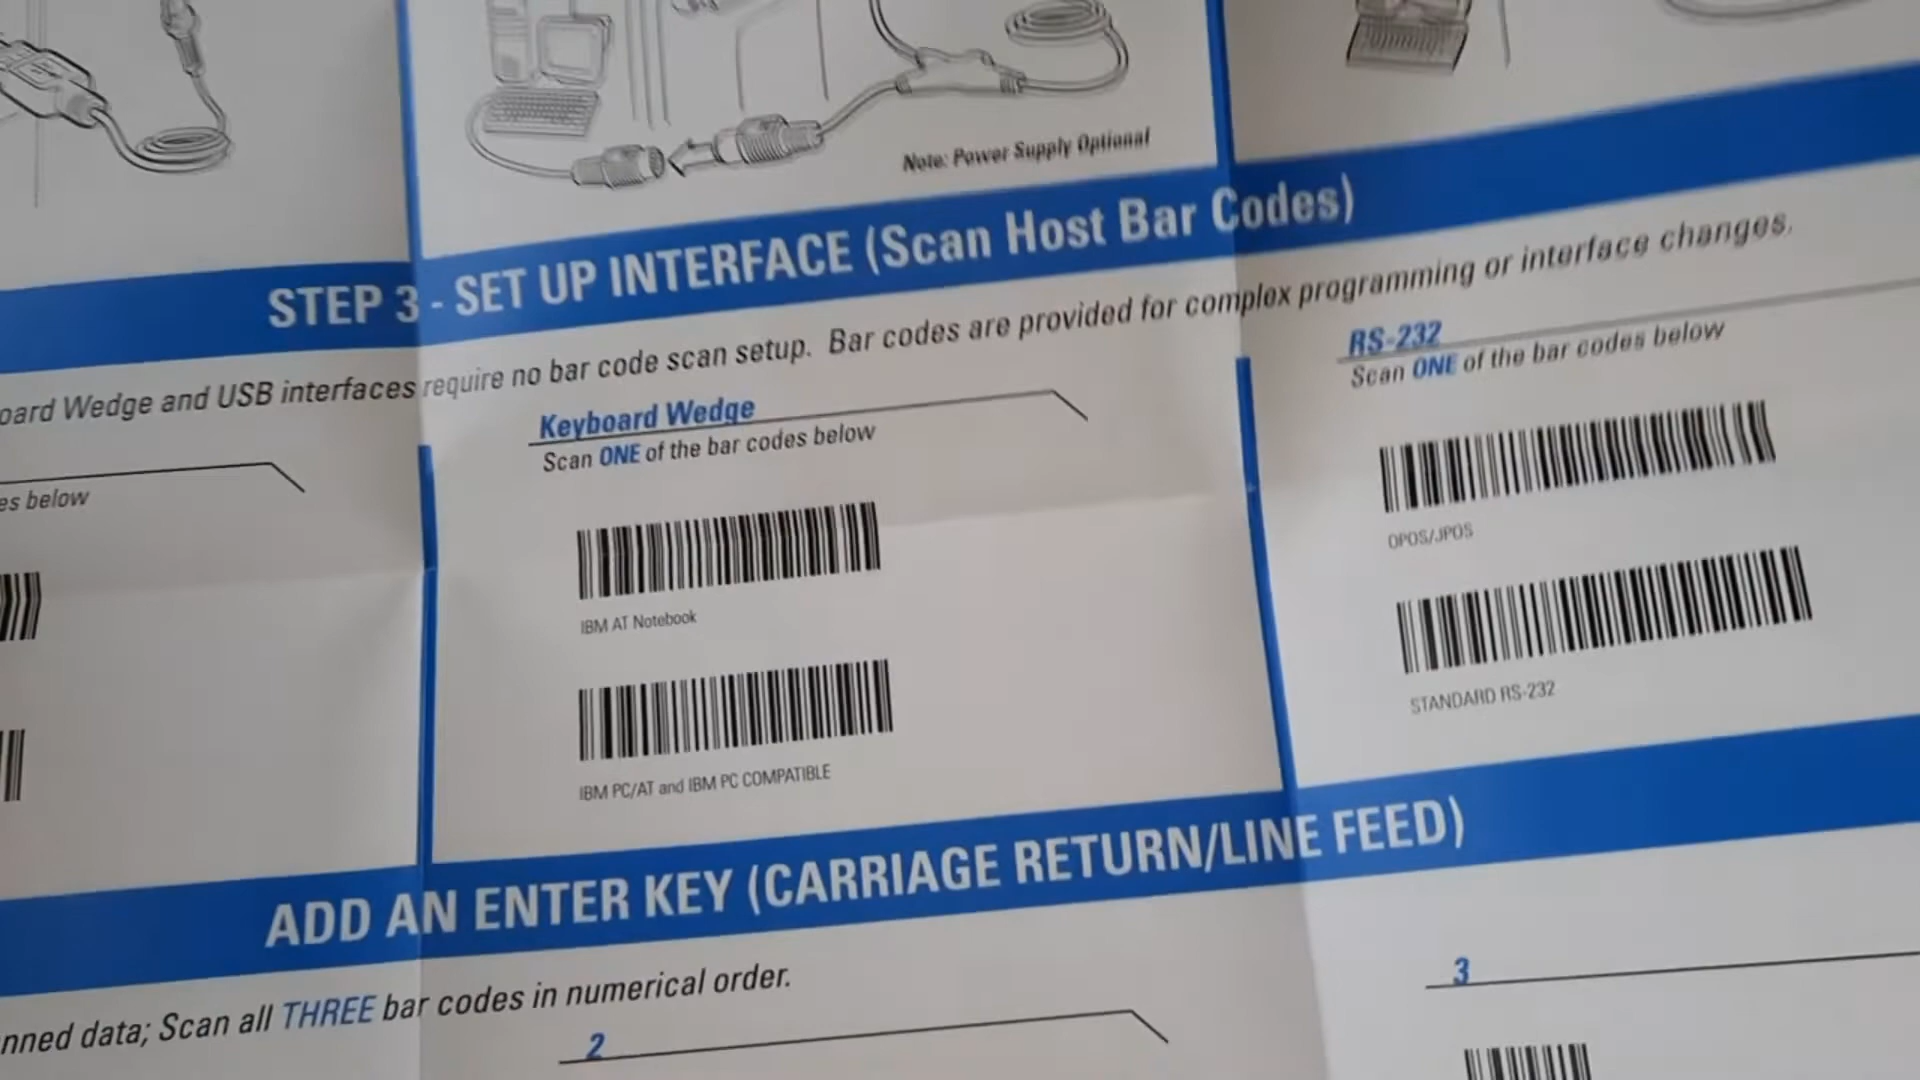 Note: Power Supply Optional
STEP 3 - SET UP INTERFACE (Scan Host Bar Codes)
oard Wedge and USB interfaces require no bar code scan setup. Bar codes are provided for complex programming or interface changes.
es below
Keyboard Wedge
Scan ONE of the bar codes below
IBM AT Notebook
IBM PC/AT and IBM PC COMPATIBLE
RS-232
Scan ONE of the bar codes below
OPOS/JPOS
STANDARD RS-232
ADD AN ENTER KEY (CARRIAGE RETURN/LINE FEED)
nned data; Scan all THREE bar codes in numerical order.
2
3